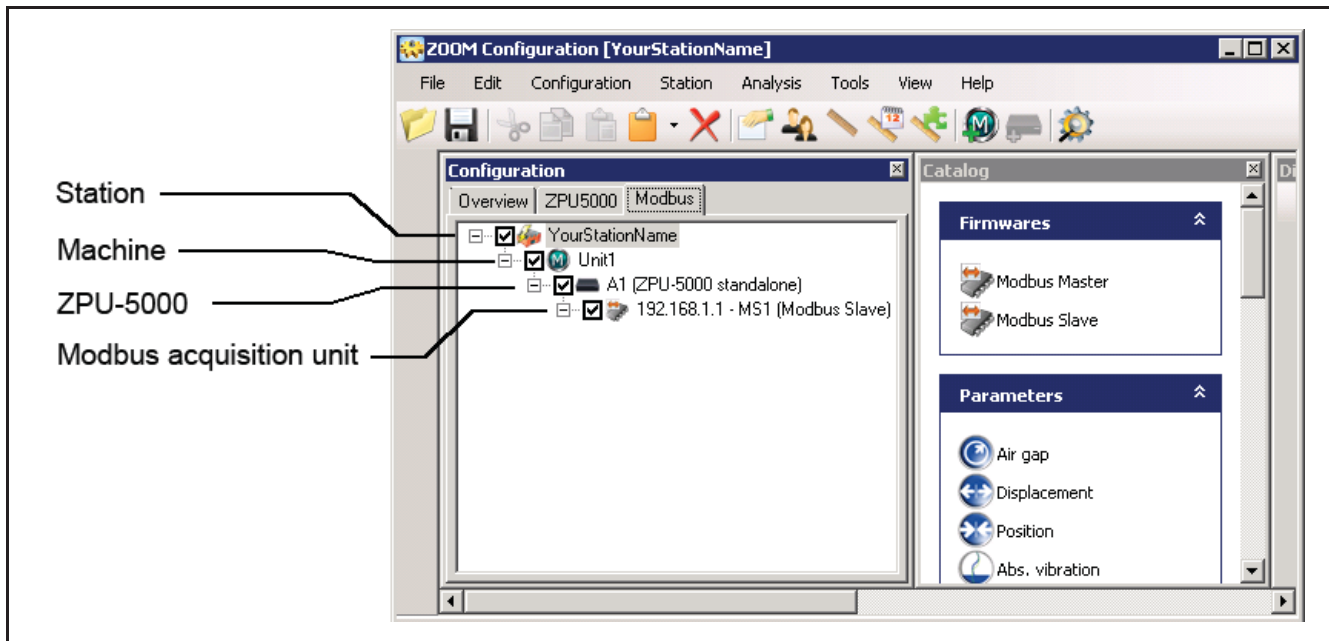 ZOOM Configuration [YourStationName]
File Edit Configuration Station Analysis Tools View Help
12
M
Configuration
Catalog
Di
Overview ZPU5000 Modbus
Station
YourStationName
Machine
M
Unit1
ZPU-5000
A1 (ZPU-5000 standalone)
Modbus acquisition unit
192.168.1.1 - MS1 (Modbus Slave)
Firmwares
Modbus Master
Modbus Slave
Parameters
Air gap
Displacement
Position
Abs. vibration